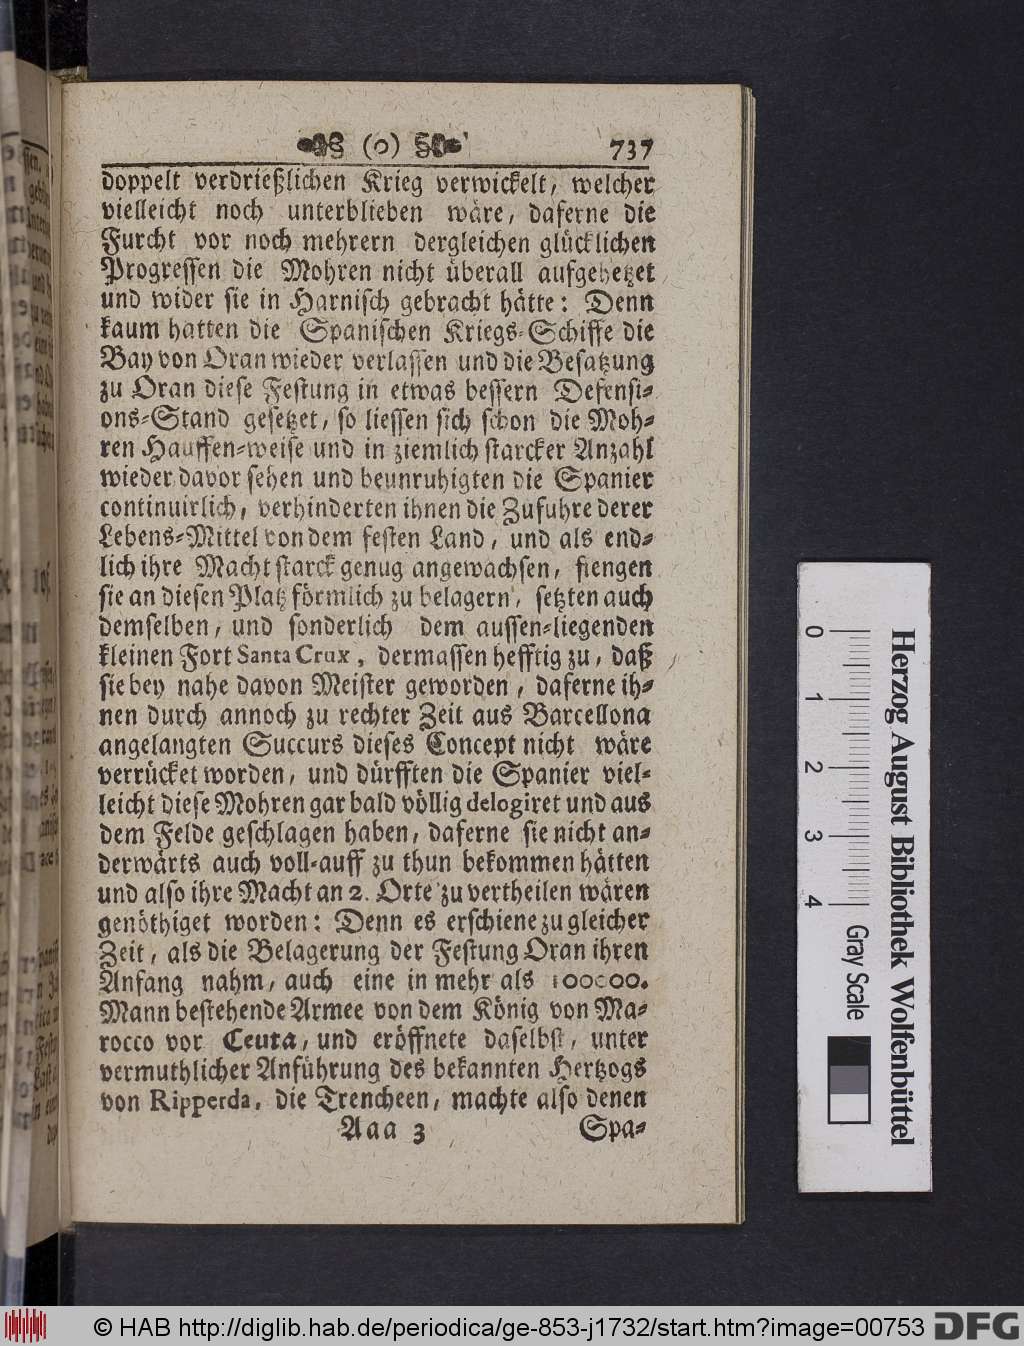 (o) 737
doppelt verdrießlichen Krieg verwickelt, welcher
vielleicht noch unterblieben wäre, daferne die
Furcht vor noch mehrern dergleichen glücklichen
Progressen die Mohren nicht überall aufgehetzet
und wider sie in Harnisch gebracht hätte: Denn
kaum hatten die Spanischen Kriegs-Schiffe die
Bay von Oran wieder verlassen und die Besatzung
zu Oran diese Festung in etwas bessern Defensi-
ons-Stand gesetzet, so liessen sich schon die Moh-
ren Hauffen-weise und in ziemlich starcker Anzahl
wieder davor sehen und beunruhigten die Spanier
continuirlich, verhinderten ihnen die Zufuhre derer
Lebens-Mittel von dem festen Land, und als end-
lich ihre Macht starck genug angewachsen, fiengen
sie an diesen Platz förmlich zu belagern, setzten auch
demselben, und sonderlich dem aussen-liegenden
kleinen Fort Santa Crux, dermassen hefftig zu, daß
sie bey nahe davon Meister geworden, daferne ih-
nen durch annoch zu rechter Zeit aus Barcellona
angelangten Succurs dieses Concept nicht wäre
verrücket worden, und dürfften die Spanier viel-
leicht diese Mohren gar bald völlig delogiret und aus
dem Felde geschlagen haben, daferne sie nicht an-
derwärts auch voll-auff zu thun bekommen hätten
und also ihre Macht an 2. Orte zu vertheilen wären
genöthiget worden: Denn es erschiene zu gleicher
Zeit, als die Belagerung der Festung Oran ihren
Anfang nahm, auch eine in mehr als 100000.
Mann bestehende Armee von dem König von Ma-
rocco vor Ceuta, und eröffnete daselbst, unter
vermuthlicher Anführung des bekannten Hertzogs
von Ripperda, die Trencheen, machte also denen
Aaa 3 Spa-
0 1 2 3 4
Gray Scale
Herzog August Bibliothek Wolfenbüttel
© HAB http://diglib.hab.de/periodica/ge-853-j1732/start.htm?image=00753 DFG